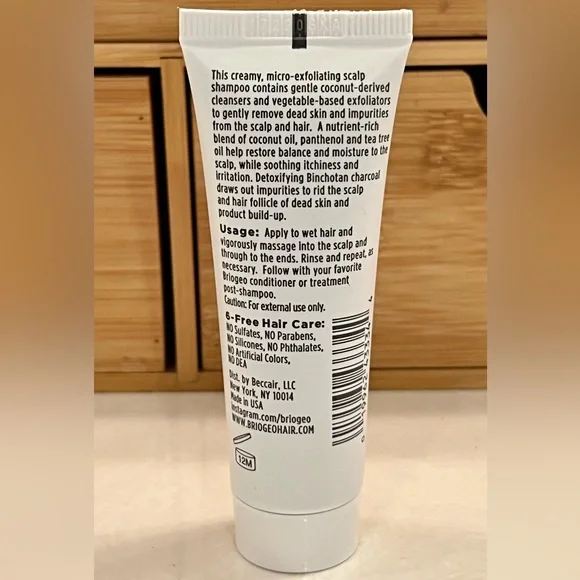 This creamy, micro-exfoliating scalp
shampoo contains gentle coconut-derived
cleansers and vegetable-based exfoliators
to gently remove dead skin and impurities
from the scalp and hair. A nutrient-rich
blend of coconut oil, panthenol and tea tree
oil help restore balance and moisture to the
scalp, while soothing itchiness and
irritation. Detoxifying Binchotan charcoal
draws out impurities to rid the scalp
and hair follicle of dead skin and
product build-up.
Usage: Apply to wet hair and
vigorously massage into the scalp and
through to the ends. Rinse and repeat, as
necessary. Follow with your favorite
Briogeo conditioner or treatment
post-shampoo.
Caution: For external use only.
6-Free Hair Care:
NO Sulfates, NO Parabens,
NO Silicones, NO Phthalates,
NO Artificial Colors,
NO DEA
Dist. by Beccair, LLC
New York, NY 10014
Made in USA
instagram.com/briogeo
WWW.BRIOGEOHAIR.COM
12M